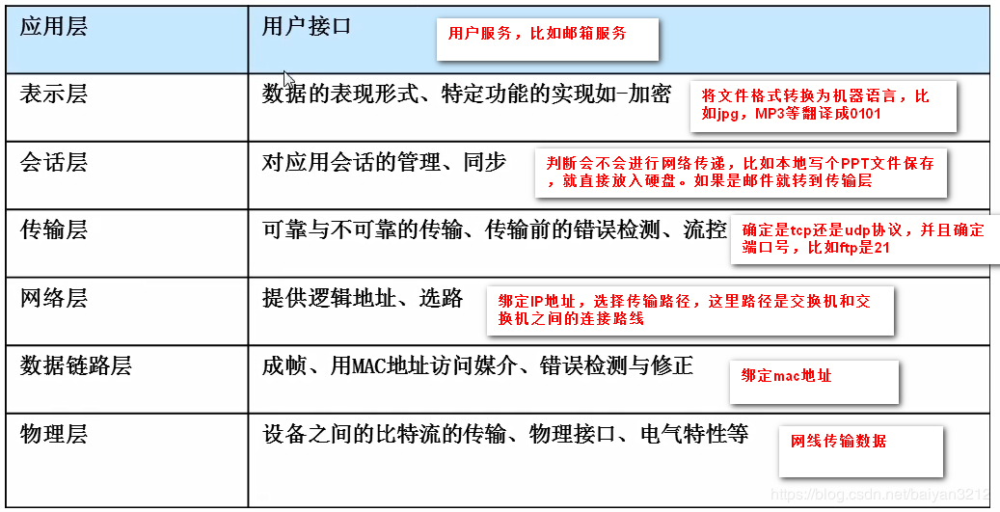 应用层
用户接口
用户服务，比如邮箱服务
表示层
数据的表现形式、特定功能的实现如-加密
将文件格式转换为机器语言，比
如jpg，MP3等翻译成0101
会话层
对应用会话的管理、同步
判断会不会进行网络传递，比如本地写个PPT文件保存
，就直接放入硬盘。如果是邮件就转到传输层
传输层
可靠与不可靠的传输、传输前的错误检测、流控
确定是tcp还是udp协议，并且确定
端口号，比如ftp是21
网络层
提供逻辑地址、选路
绑定IP地址，选择传输路径，这里路径是交换机和交
换机之间的连接路线
数据链路层
成帧、用MAC地址访问媒介、错误检测与修正
绑定mac地址
物理层
设备之间的比特流的传输、物理接口、电气特性等
网线传输数据
https://blog.csdn.net/baiyan3212